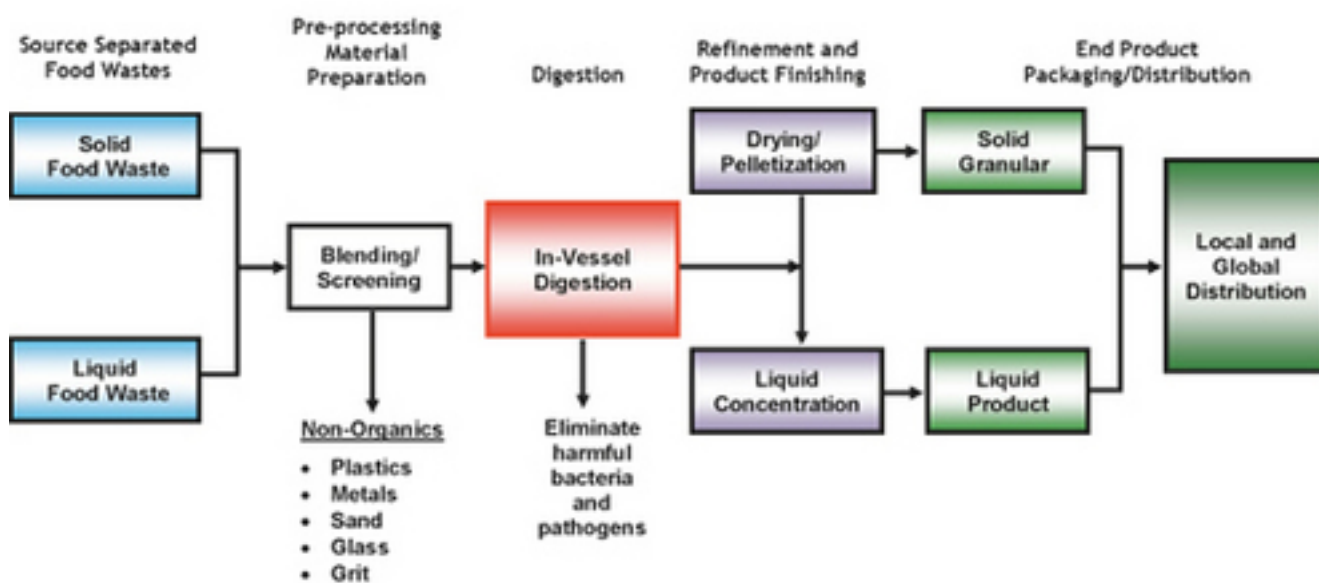 Source Separated
Food Wastes
Pre-processing
Material
Preparation
Digestion
Refinement and
Product Finishing
End Product
Packaging/Distribution
Solid
Food Waste
Liquid
Food Waste
Blending/
Screening
Non-Organics
• Plastics
• Metals
• Sand
• Glass
• Grit
In-Vessel
Digestion
Eliminate
harmful
bacteria
and
pathogens
Drying/
Pelletization
Liquid
Concentration
Solid
Granular
Liquid
Product
Local and
Global
Distribution